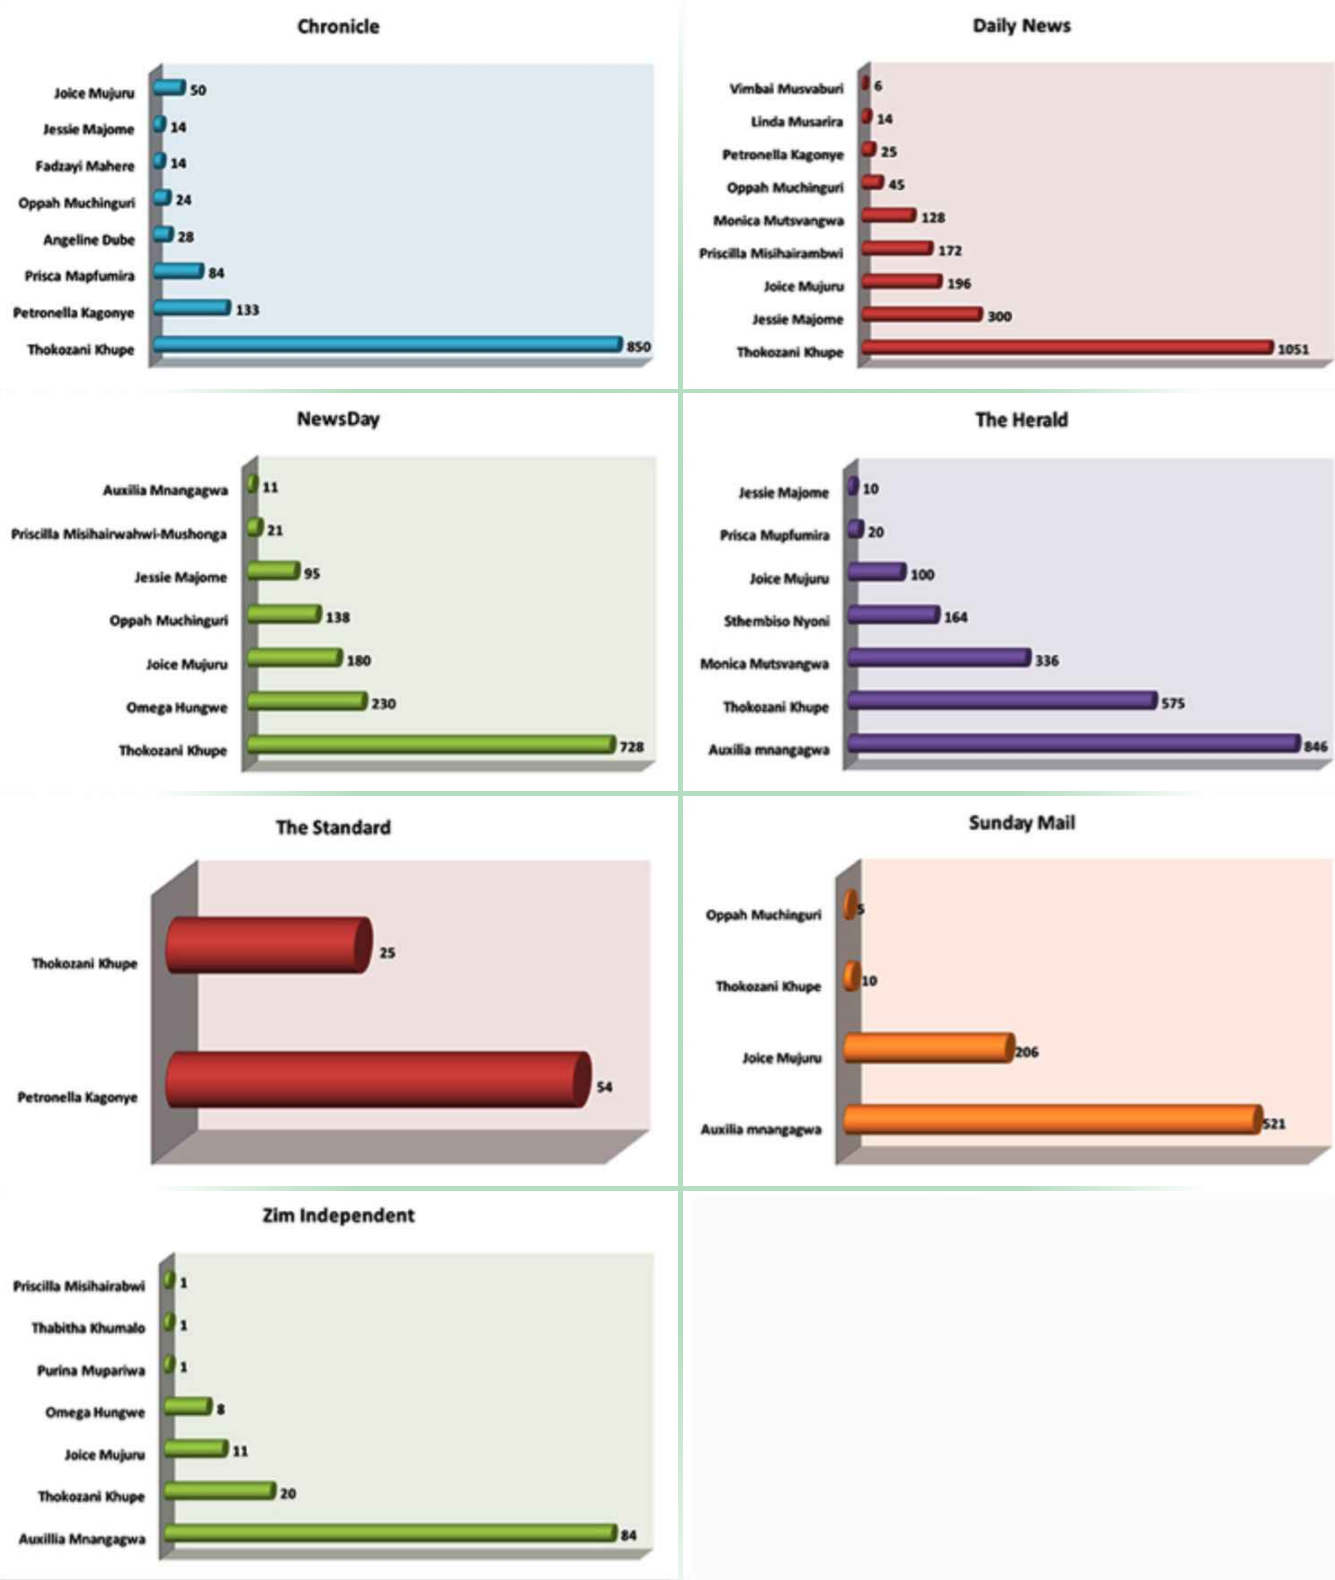 Chronicle
Joice Mujuru 50
Jessie Majome 14
Fadzayi Mahere 14
Oppah Muchinguri 24
Angeline Dube 28
Prisca Mapfumira 84
Petronella Kagonye 133
Thokozani Khupe 850
Daily News
Vimbai Musvaburi 6
Linda Musarira 14
Petronella Kagonye 25
Oppah Muchinguri 45
Monica Mutsvangwa 128
Priscilla Misihairambwi 172
Joice Mujuru 196
Jessie Majome 300
Thokozani Khupe 1051
NewsDay
Auxilia Mnangagwa 11
Priscilla Misihairwahwi-Mushonga 21
Jessie Majome 95
Oppah Muchinguri 138
Joice Mujuru 180
Omega Hungwe 230
Thokozani Khupe 728
The Herald
Jessie Majome 10
Prisca Mupfumira 20
Joice Mujuru 100
Sthembiso Nyoni 164
Monica Mutsvangwa 336
Thokozani Khupe 575
Auxilia mnangagwa 846
The Standard
Thokozani Khupe 25
Petronella Kagonye 54
Sunday Mail
Oppah Muchinguri 5
Thokozani Khupe 10
Joice Mujuru 206
Auxilia mnangagwa 521
Zim Independent
Priscilla Misihairabwi 1
Thabitha Khumalo 1
Purina Mupariwa 1
Omega Hungwe 8
Joice Mujuru 11
Thokozani Khupe 20
Auxillia Mnangagwa 84